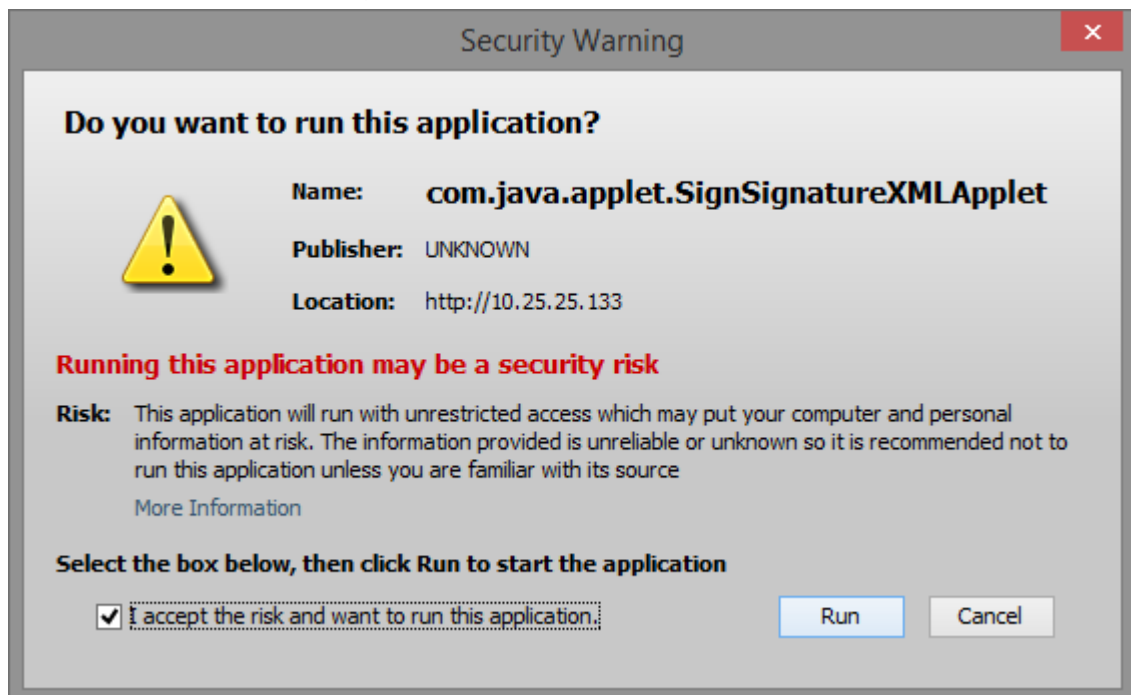 Security Warning
Do you want to run this application?
Name: com.java.applet.SignSignatureXMLApplet
Publisher: UNKNOWN
Location: http://10.25.25.133
Running this application may be a security risk
Risk: This application will run with unrestricted access which may put your computer and personal
information at risk. The information provided is unreliable or unknown so it is recommended not to
run this application unless you are familiar with its source
More Information
Select the box below, then click Run to start the application
I accept the risk and want to run this application.
Run Cancel